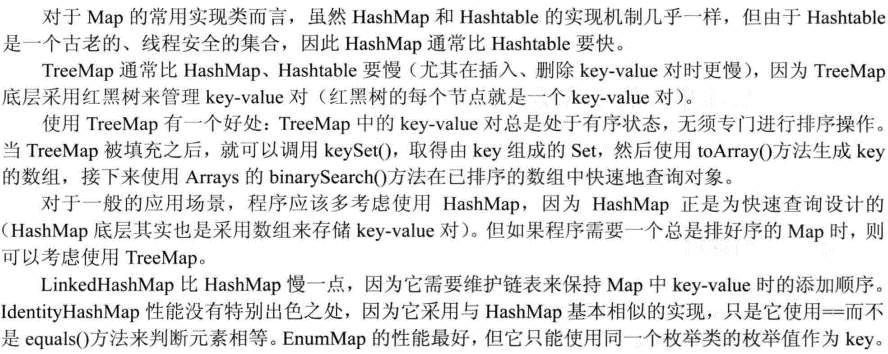 对于 Map 的常用实现类而言，虽然 HashMap 和 Hashtable 的实现机制几乎一样，但由于 Hashtable
是一个古老的、线程安全的集合，因此 HashMap 通常比 Hashtable 要快。
TreeMap 通常比 HashMap、Hashtable 要慢（尤其在插入、删除 key-value 对时更慢），因为 TreeMap
底层采用红黑树来管理 key-value 对（红黑树的每个节点就是一个 key-value 对）。
使用 TreeMap 有一个好处：TreeMap 中的 key-value 对总是处于有序状态，无须专门进行排序操作。
当 TreeMap 被填充之后，就可以调用 keySet()，取得由 key 组成的 Set，然后使用 toArray()方法生成 key
的数组，接下来使用 Arrays 的 binarySearch()方法在已排序的数组中快速地查询对象。
对于一般的应用场景，程序应该多考虑使用 HashMap，因为 HashMap 正是为快速查询设计的
（HashMap 底层其实也是采用数组来存储 key-value 对）。但如果程序需要一个总是排好序的 Map 时，则
可以考虑使用 TreeMap。
LinkedHashMap 比 HashMap 慢一点，因为它需要维护链表来保持 Map 中 key-value 时的添加顺序。
IdentityHashMap 性能没有特别出色之处，因为它采用与 HashMap 基本相似的实现，只是它使用==而不
是 equals()方法来判断元素相等。EnumMap 的性能最好，但它只能使用同一个枚举类的枚举值作为 key。